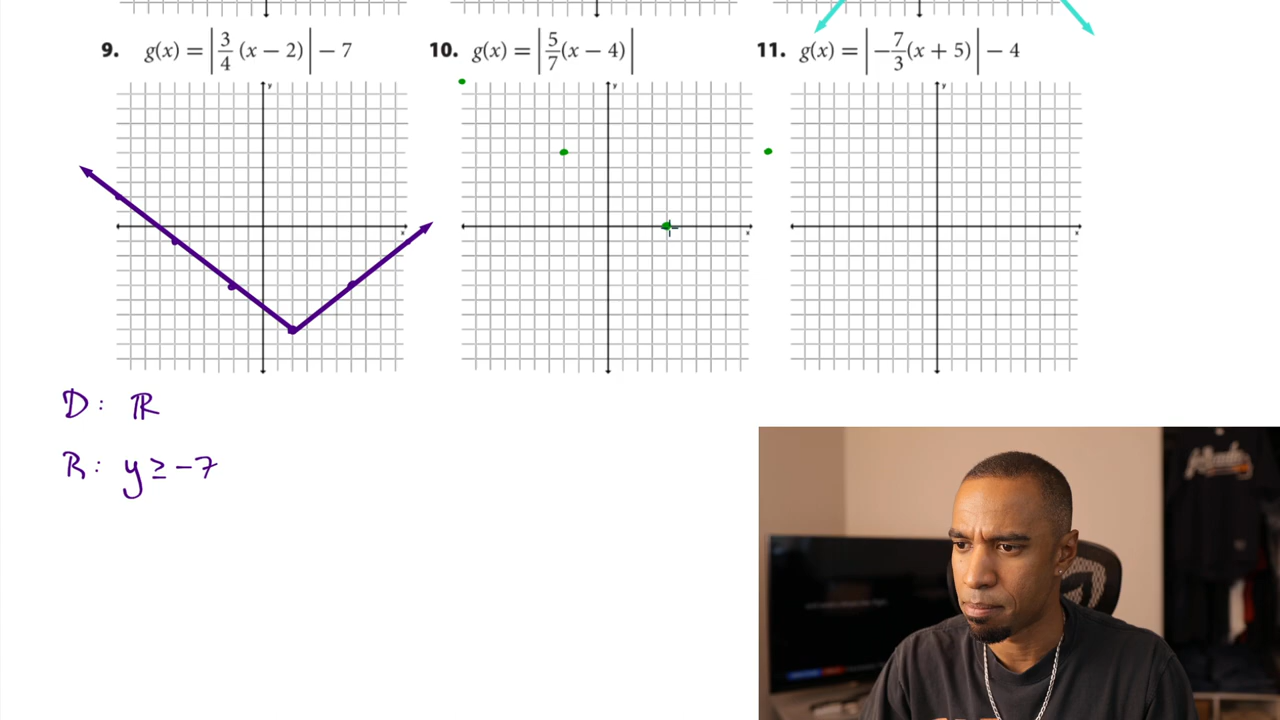 9. g(x) = |3/4 (x − 2)| − 7
10. g(x) = |5/7(x − 4)|
11. g(x) = |−7/3(x + 5)| − 4
y
y
y
x
x
x
D: ℝ
R: y ≥ −7